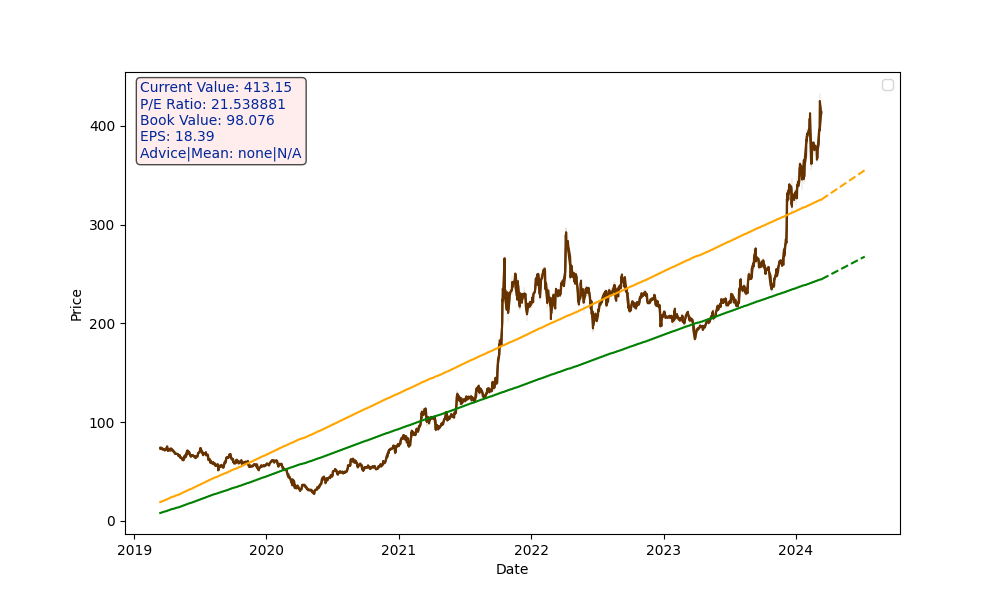 Current Value: 413.15
P/E Ratio: 21.538881
Book Value: 98.076
EPS: 18.39
Advice|Mean: none|N/A
400
300
200
100
0
Price
2019 2020 2021 2022 2023 2024
Date